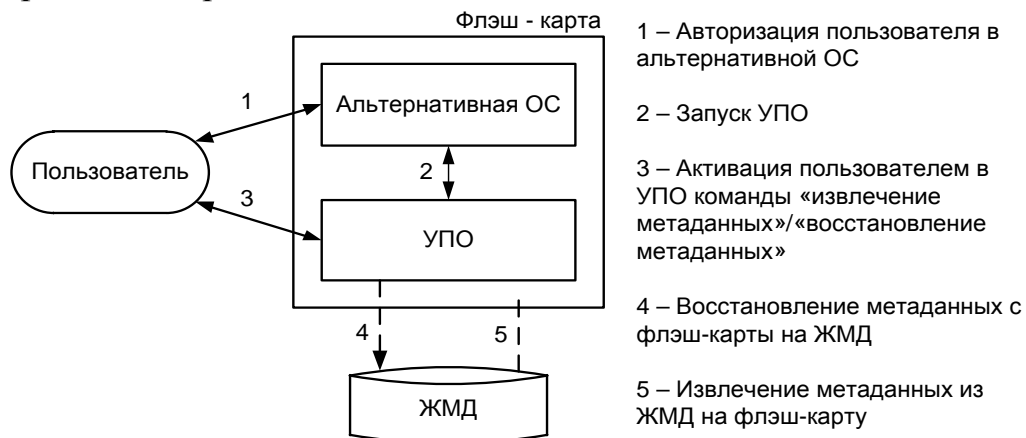 Флэш - карта
1 – Авторизация пользователя в
альтернативной ОС
2 – Запуск УПО
3 – Активация пользователем в
УПО команды «извлечение
метаданных»/«восстановление
метаданных»
4 – Восстановление метаданных с
флэш-карты на ЖМД
5 – Извлечение метаданных из
ЖМД на флэш-карту
1
Альтернативная ОС
Пользователь
2
3
УПО
4
5
ЖМД